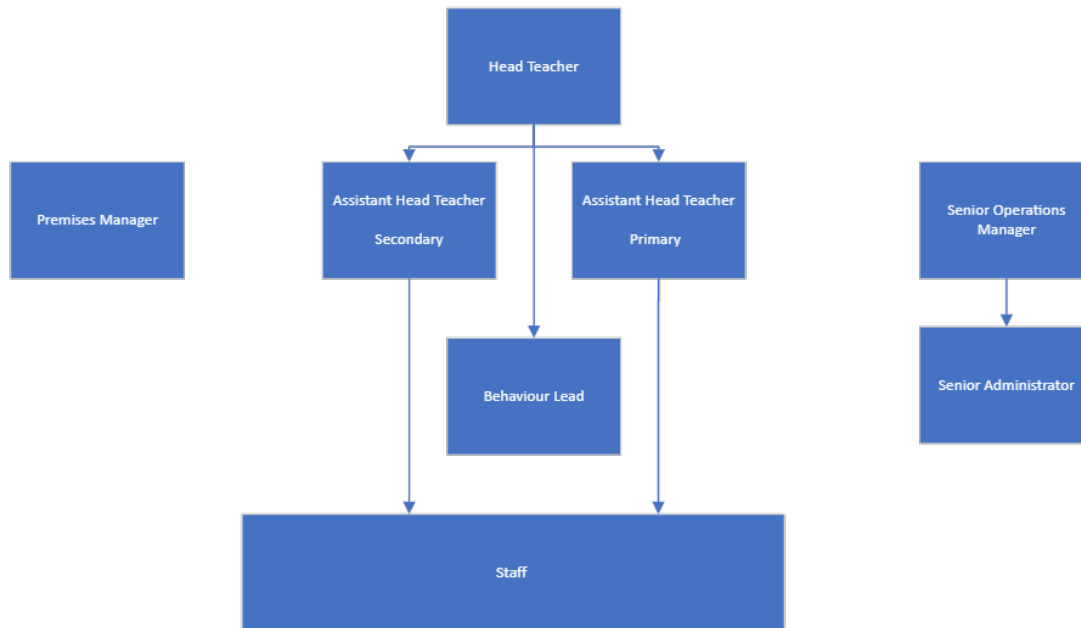 Head Teacher
Premises Manager
Assistant Head Teacher
Secondary
Assistant Head Teacher
Primary
Senior Operations
Manager
Behaviour Lead
Senior Administrator
Staff